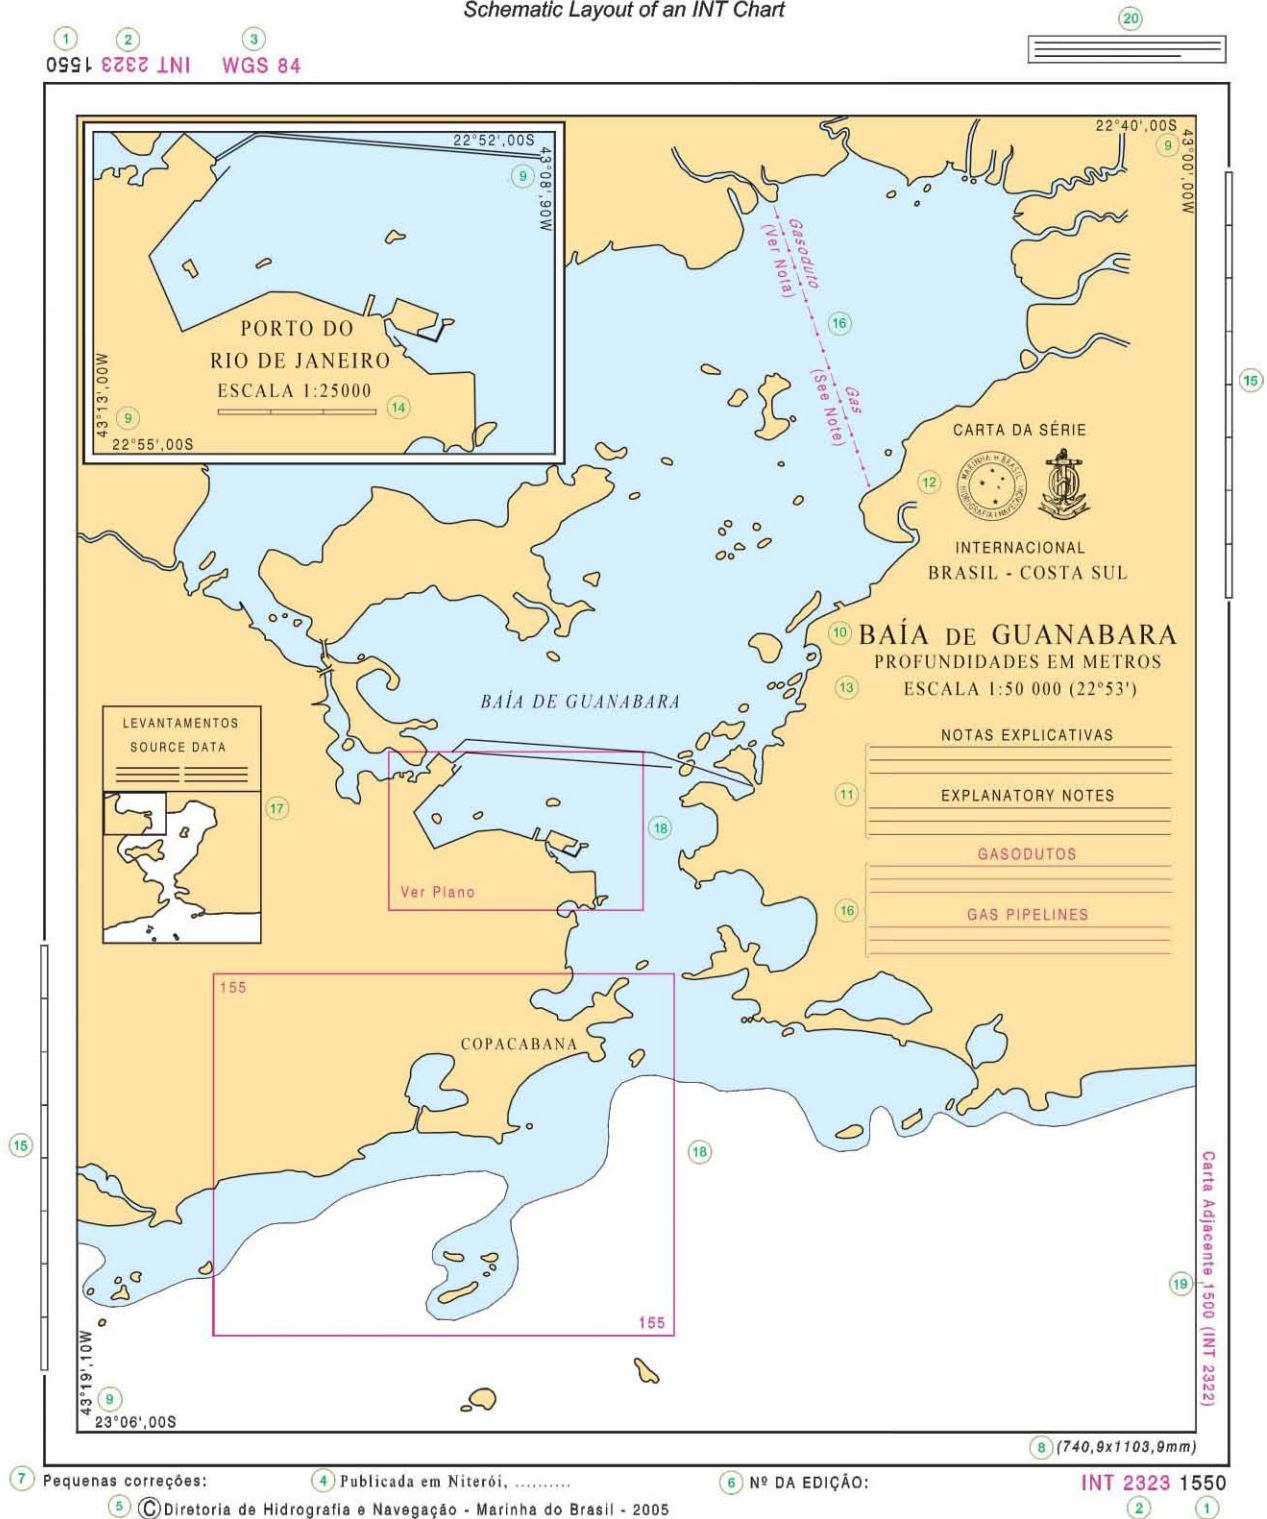 Schematic Layout of an INT Chart
1 2 3 20
1550 INT 2323 WGS 84
22°52',00S
43°08',90W
9
PORTO DO
RIO DE JANEIRO
ESCALA 1:25000
14
43°13',00W
9
22°55',00S
22°40',00S
9
43°00',00W
Gasoduto
(Ver Nota)
16
Gas
(See Note)
15
CARTA DA SÉRIE
12
INTERNACIONAL
BRASIL - COSTA SUL
10 BAÍA DE GUANABARA
PROFUNDIDADES EM METROS
13 ESCALA 1:50 000 (22°53')
BAÍA DE GUANABARA
NOTAS EXPLICATIVAS
11 EXPLANATORY NOTES
GASODUTOS
16 GAS PIPELINES
LEVANTAMENTOS
SOURCE DATA
17
18
Ver Plano
155
COPACABANA
15
18
155
Carta Adjacente 1500 (INT 2322)
19
43°19',10W
9
23°06',00S
8 (740,9x1103,9mm)
7 Pequenas correções: 4 Publicada em Niterói, .......... 6 Nº DA EDIÇÃO: INT 2323 1550
5 © Diretoria de Hidrografia e Navegação - Marinha do Brasil - 2005 2 1